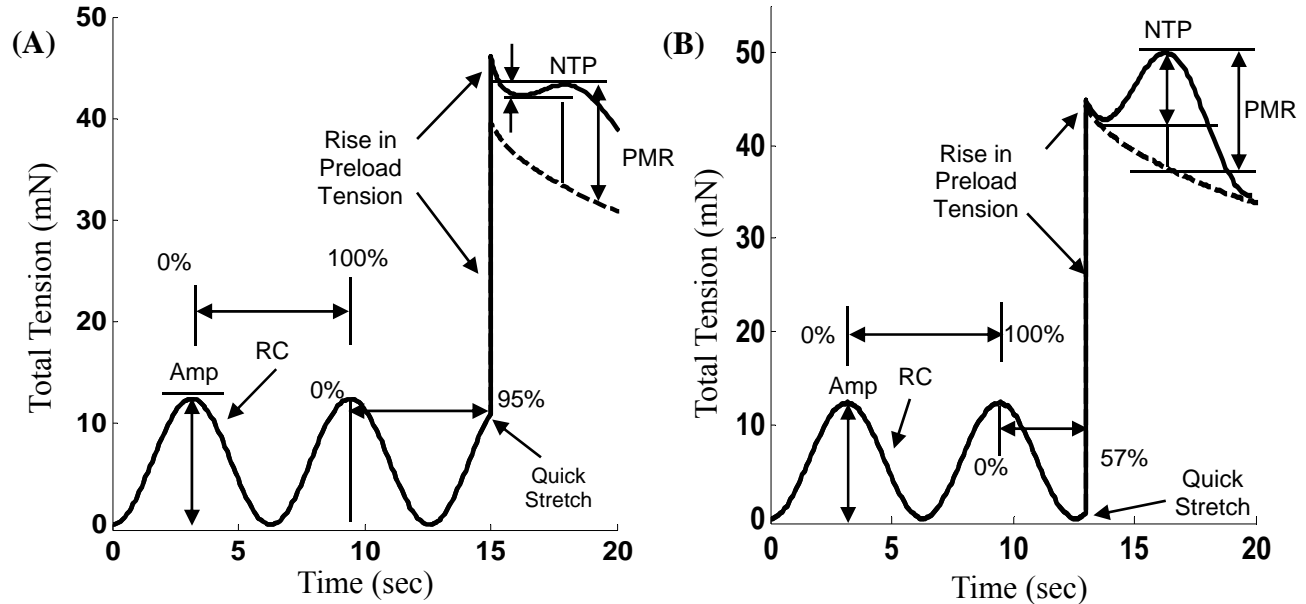 (A)
50
40
30
20
10
0
Total Tension (mN)
NTP
Rise in
Preload
Tension
PMR
0%
100%
Amp
RC
0%
95%
Quick
Stretch
0
5
10
15
20
Time (sec)
(B)
50
40
30
20
10
0
Total Tension (mN)
NTP
PMR
Rise in
Preload
Tension
0%
100%
Amp
RC
0%
57%
Quick
Stretch
0
5
10
15
20
Time (sec)